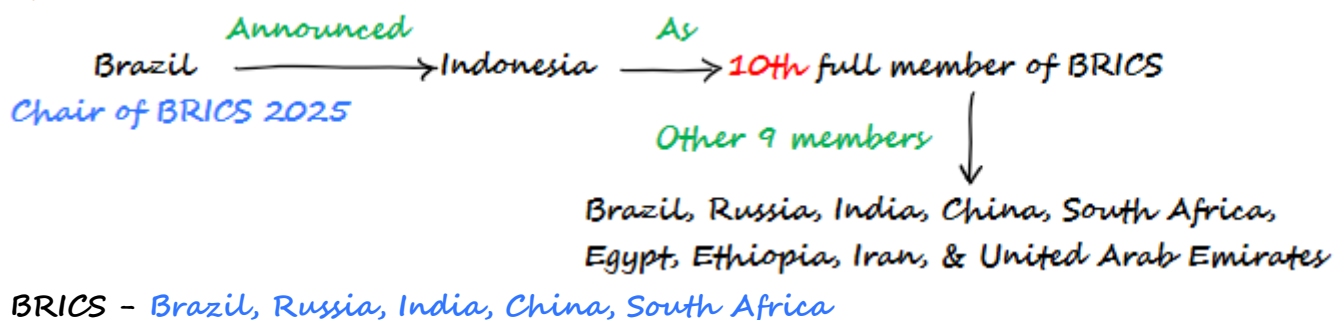 Announced As
Brazil Indonesia 10th full member of BRICS
Chair of BRICS 2025
Other 9 members
Brazil, Russia, India, China, South Africa,
Egypt, Ethiopia, Iran, & United Arab Emirates
BRICS - Brazil, Russia, India, China, South Africa